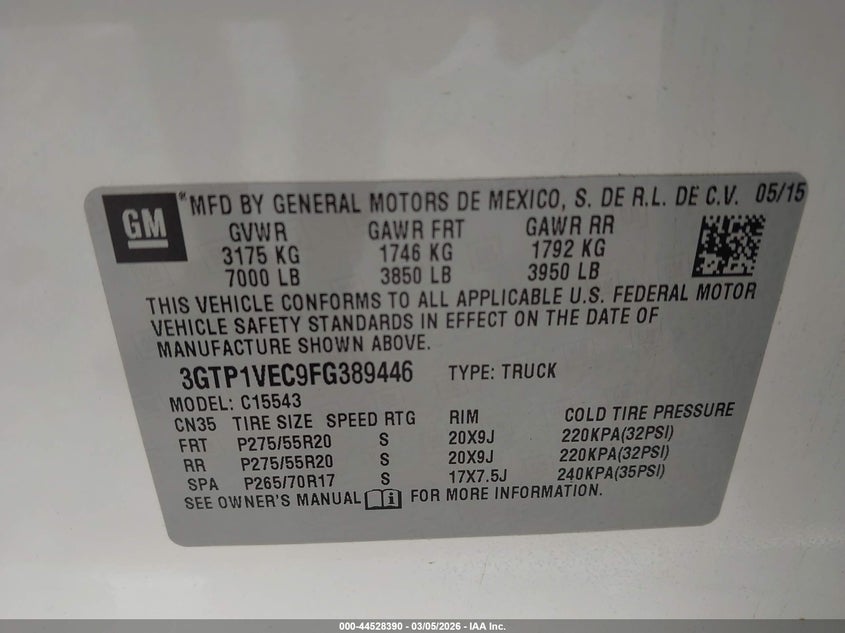 GM
MFD BY GENERAL MOTORS DE MEXICO, S. DE R.L. DE C.V. 05/15
GVWR GAWR FRT GAWR RR
3175 KG 1746 KG 1792 KG
7000 LB 3850 LB 3950 LB
THIS VEHICLE CONFORMS TO ALL APPLICABLE U.S. FEDERAL MOTOR
VEHICLE SAFETY STANDARDS IN EFFECT ON THE DATE OF
MANUFACTURE SHOWN ABOVE.
3GTP1VEC9FG389446 TYPE: TRUCK
MODEL: C15543
CN35 TIRE SIZE SPEED RTG RIM COLD TIRE PRESSURE
FRT P275/55R20 S 20X9J 220KPA(32PSI)
RR P275/55R20 S 20X9J 220KPA(32PSI)
SPA P265/70R17 S 17X7.5J 240KPA(35PSI)
SEE OWNER'S MANUAL FOR MORE INFORMATION.
000-44528390 - 03/05/2026 - IAA Inc.